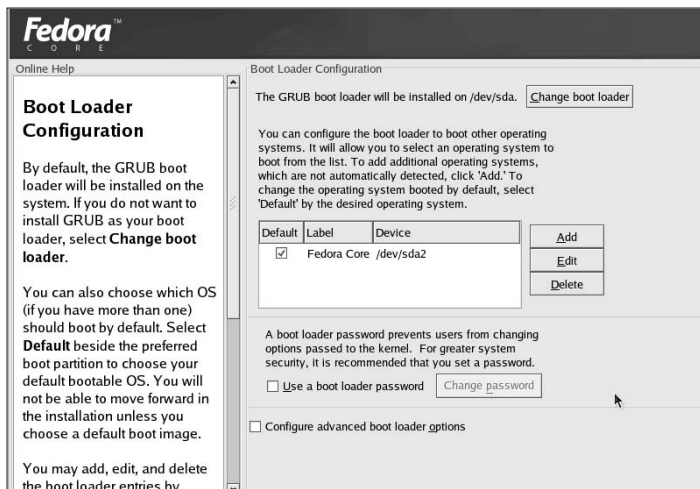 Fedora™
CORE
Online Help
Boot Loader
Configuration
By default, the GRUB boot
loader will be installed on the
system. If you do not want to
install GRUB as your boot
loader, select Change boot
loader.
You can also choose which OS
(if you have more than one)
should boot by default. Select
Default beside the preferred
boot partition to choose your
default bootable OS. You will
not be able to move forward in
the installation unless you
choose a default boot image.
You may add, edit, and delete
the boot loader entries by
Boot Loader Configuration
The GRUB boot loader will be installed on /dev/sda. Change boot loader
You can configure the boot loader to boot other operating
systems. It will allow you to select an operating system to
boot from the list. To add additional operating systems,
which are not automatically detected, click 'Add.' To
change the operating system booted by default, select
'Default' by the desired operating system.
Default Label Device
Fedora Core /dev/sda2
Add
Edit
Delete
A boot loader password prevents users from changing
options passed to the kernel. For greater system
security, it is recommended that you set a password.
Use a boot loader password Change password
Configure advanced boot loader options